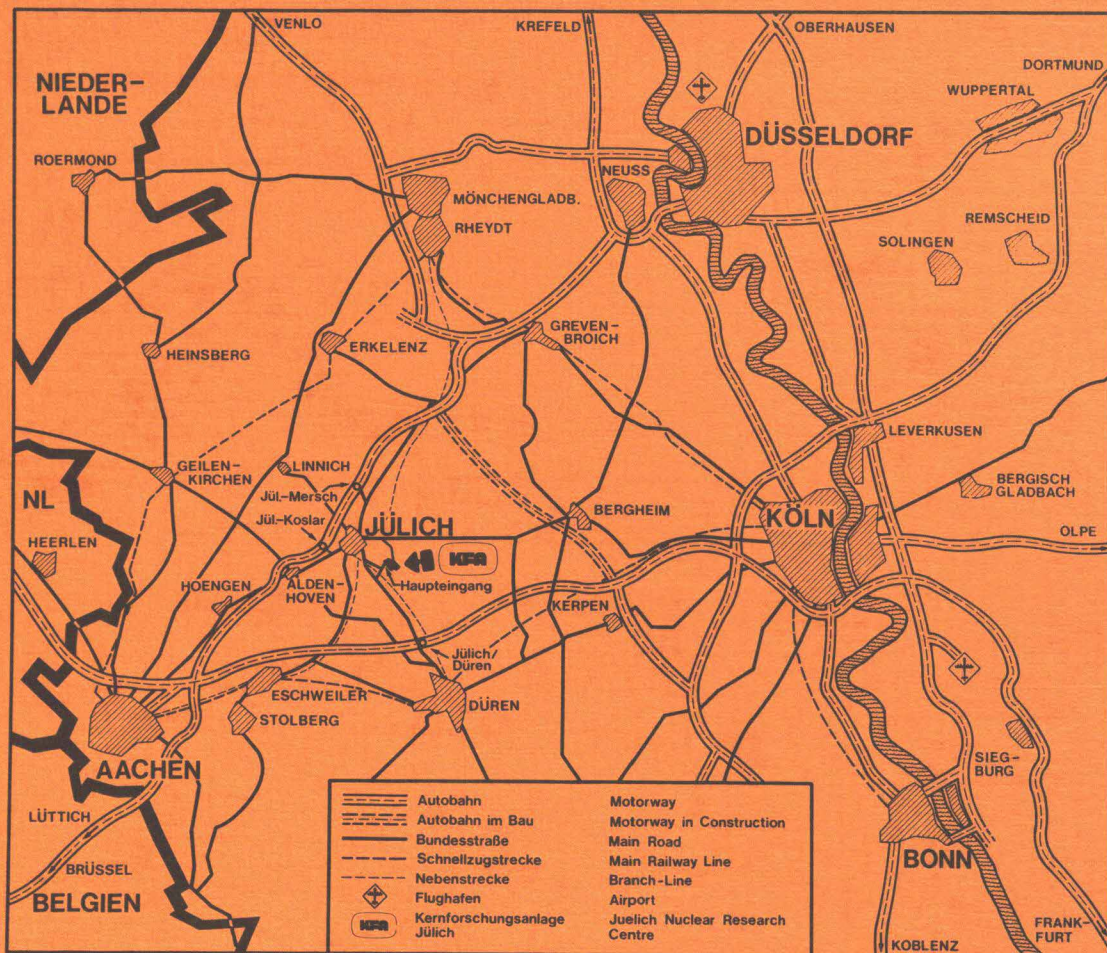 VENLO
KREFELD
OBERHAUSEN
DORTMUND
WUPPERTAL
NIEDER-
LANDE
DÜSSELDORF
ROERMOND
NEUSS
MÖNCHENGLADB.
RHEYDT
REMSCHEID
SOLINGEN
GREVEN-
BROICH
ERKELENZ
HEINSBERG
LEVERKUSEN
GEILEN-
KIRCHEN
LINNICH
Jül.-Mersch
BERGISCH
GLADBACH
NL
Jül.-Koslar
JÜLICH
BERGHEIM
KÖLN
OLPE
HEERLEN
KFA
Haupteingang
HOENGEN
ALDEN-
HOVEN
KERPEN
Jülich/
Düren
ESCHWEILER
DÜREN
STOLBERG
AACHEN
SIEG-
BURG
LÜTTICH
BRÜSSEL
BELGIEN
BONN
KOBLENZ
FRANK-
FURT
Autobahn Motorway
Autobahn im Bau Motorway in Construction
Bundesstraße Main Road
Schnellzugstrecke Main Railway Line
Nebenstrecke Branch-Line
Flughafen Airport
KFA Kernforschungsanlage Juelich Nuclear Research
Jülich Centre